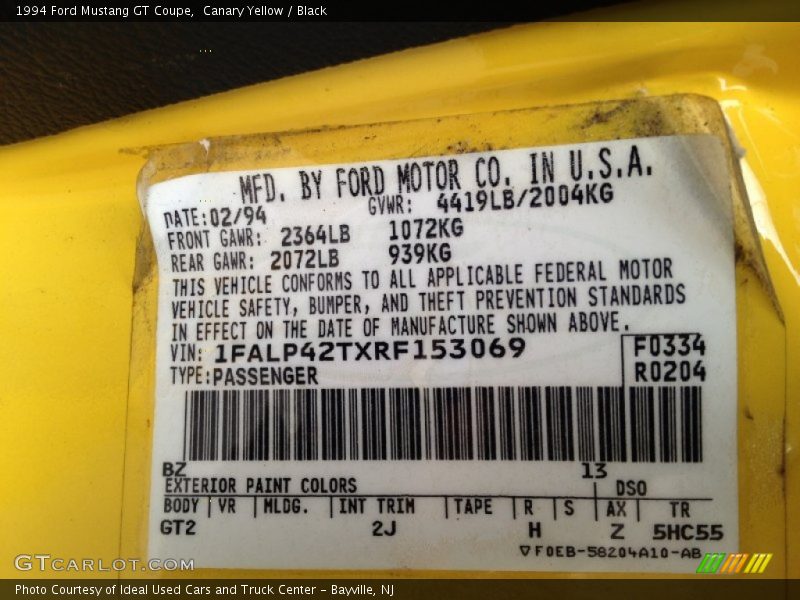 1994 Ford Mustang GT Coupe,  Canary Yellow / Black
MFD. BY FORD MOTOR CO. IN U.S.A.
DATE:02/94 GVWR: 4419LB/2004KG
FRONT GAWR: 2364LB 1072KG
REAR GAWR: 2072LB 939KG
THIS VEHICLE CONFORMS TO ALL APPLICABLE FEDERAL MOTOR
VEHICLE SAFETY, BUMPER, AND THEFT PREVENTION STANDARDS
IN EFFECT ON THE DATE OF MANUFACTURE SHOWN ABOVE.
VIN: 1FALP42TXRF153069 F0334
TYPE:PASSENGER R0204
BZ 13
EXTERIOR PAINT COLORS DSO
BODY VR MLDG. INT TRIM TAPE R S AX TR
GT2 2J H Z 5HC55
▽F0EB-58204A10-AB
GTCARLOT.COM
Photo Courtesy of Ideal Used Cars and Truck Center - Bayville, NJ